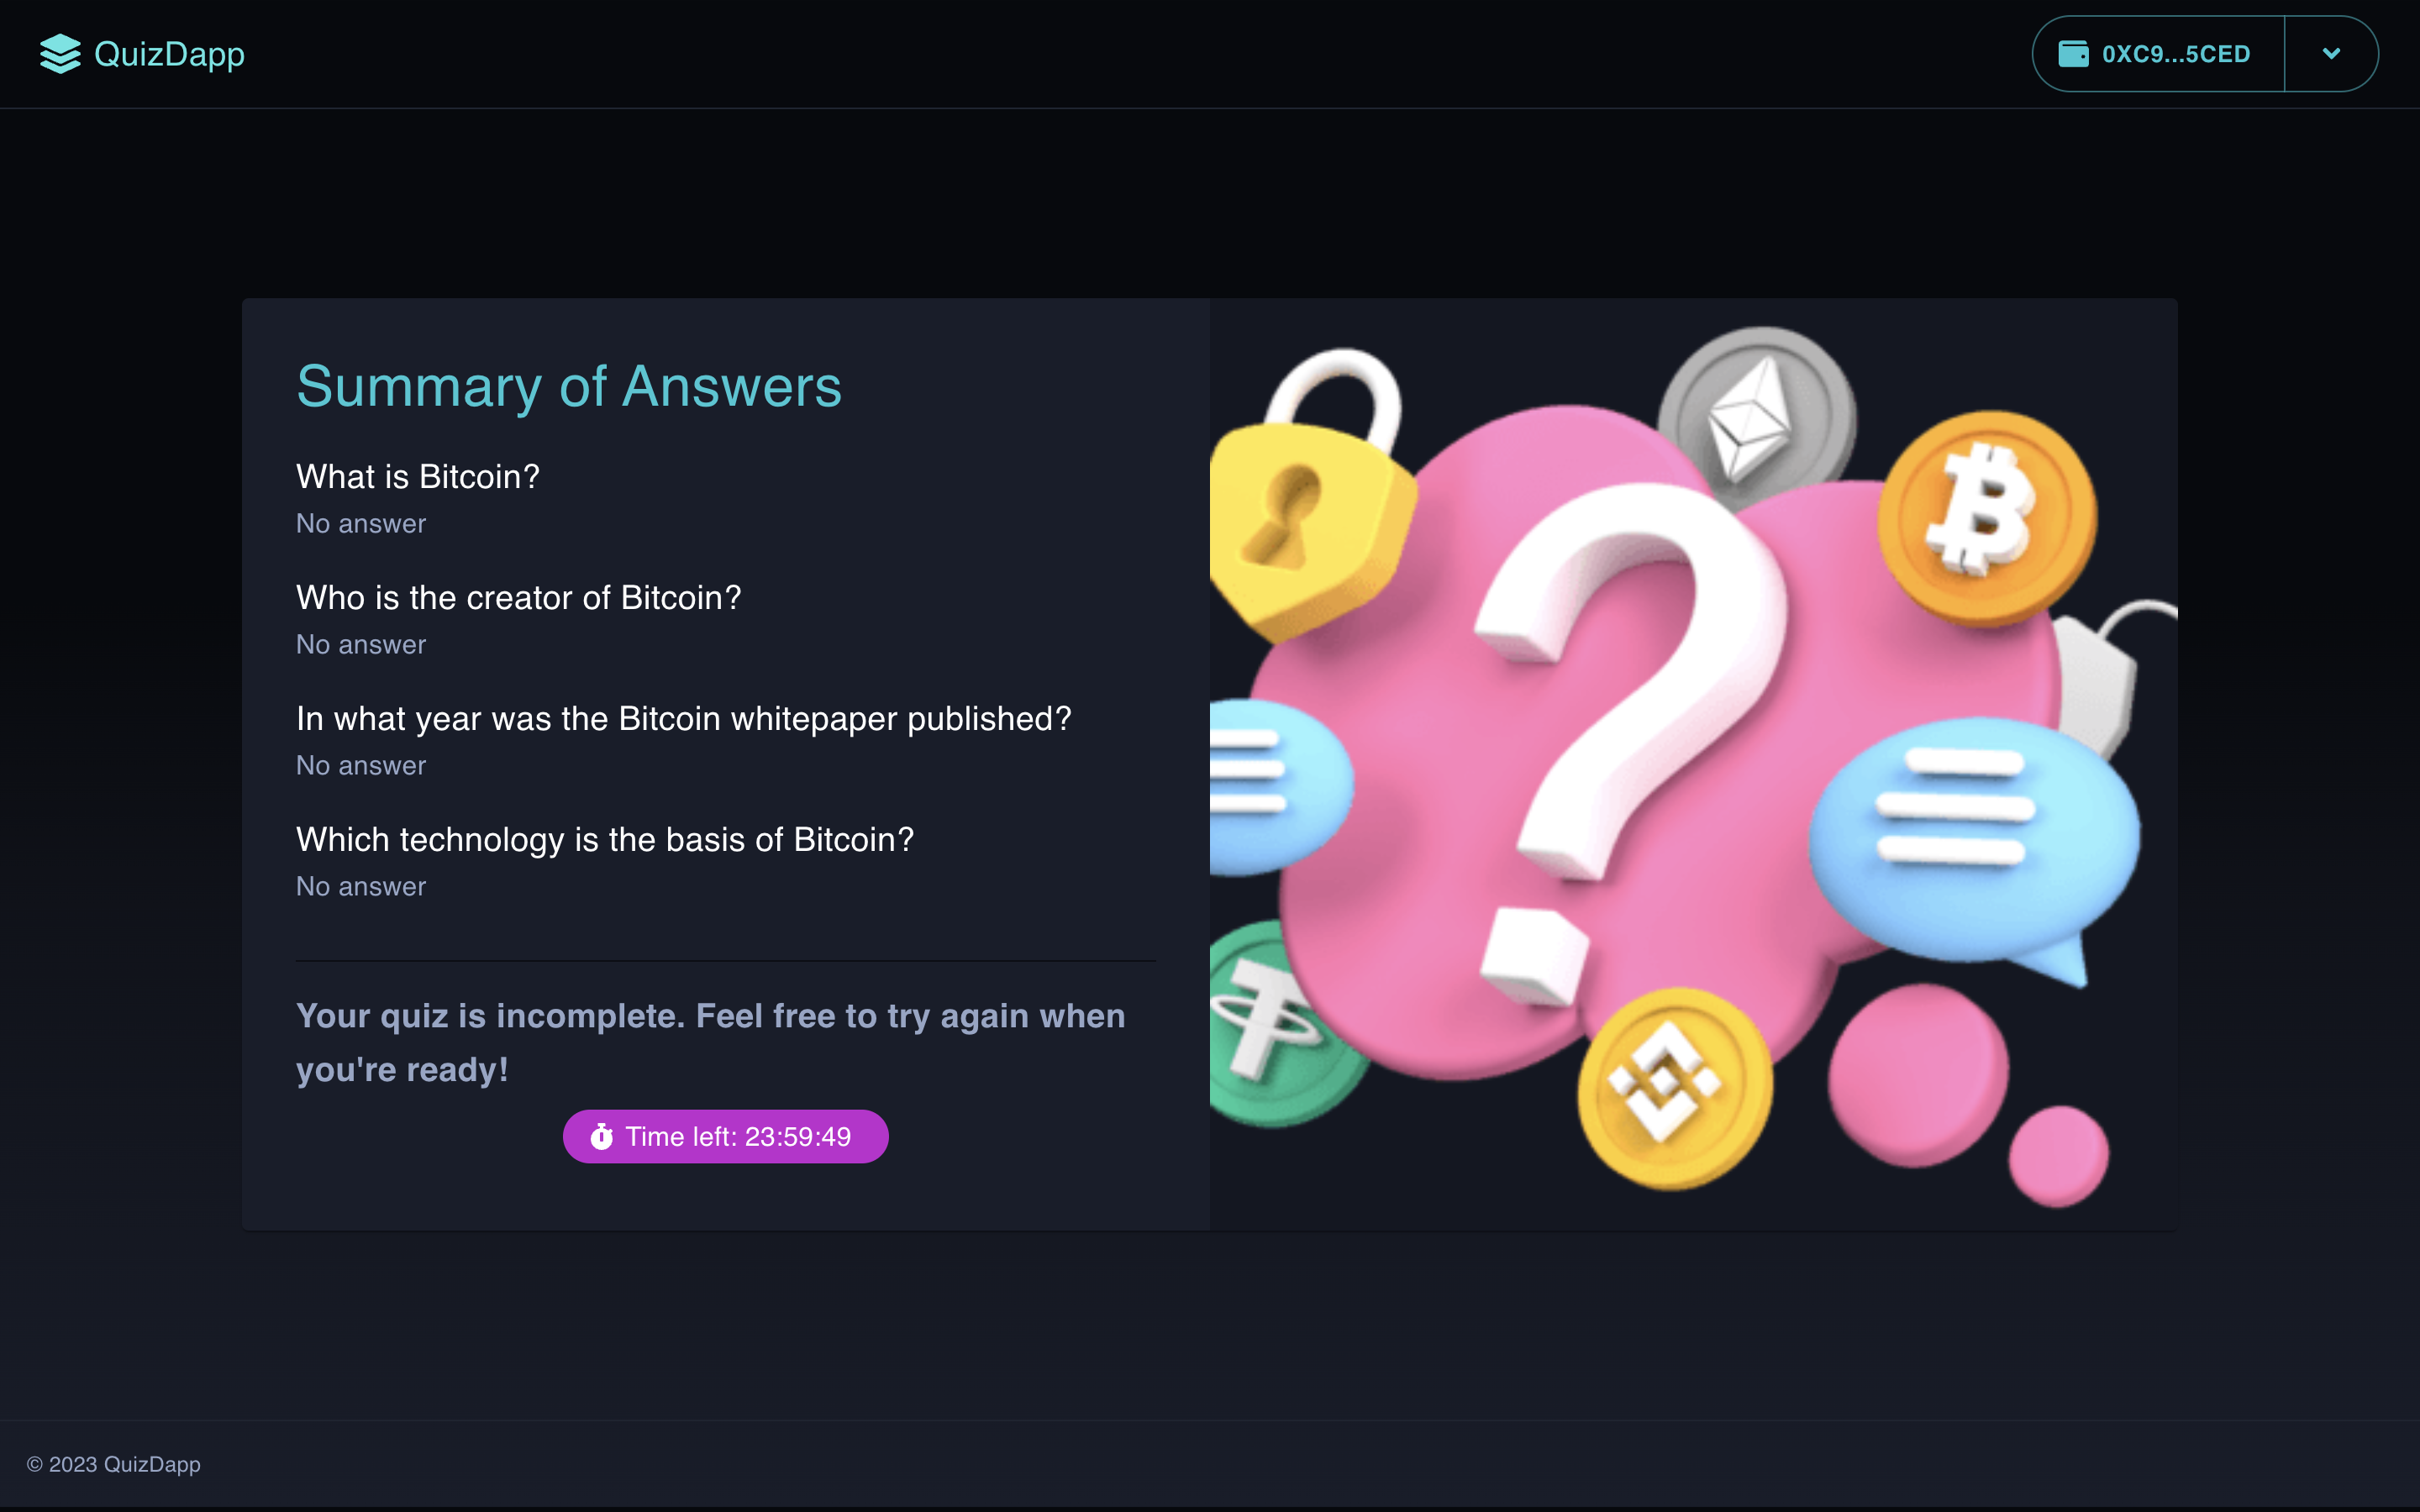 QuizDapp
0XC9...5CED
Summary of Answers
What is Bitcoin?
No answer
Who is the creator of Bitcoin?
No answer
In what year was the Bitcoin whitepaper published?
No answer
Which technology is the basis of Bitcoin?
No answer
Your quiz is incomplete. Feel free to try again when
you're ready!
Time left: 23:59:49
© 2023 QuizDapp